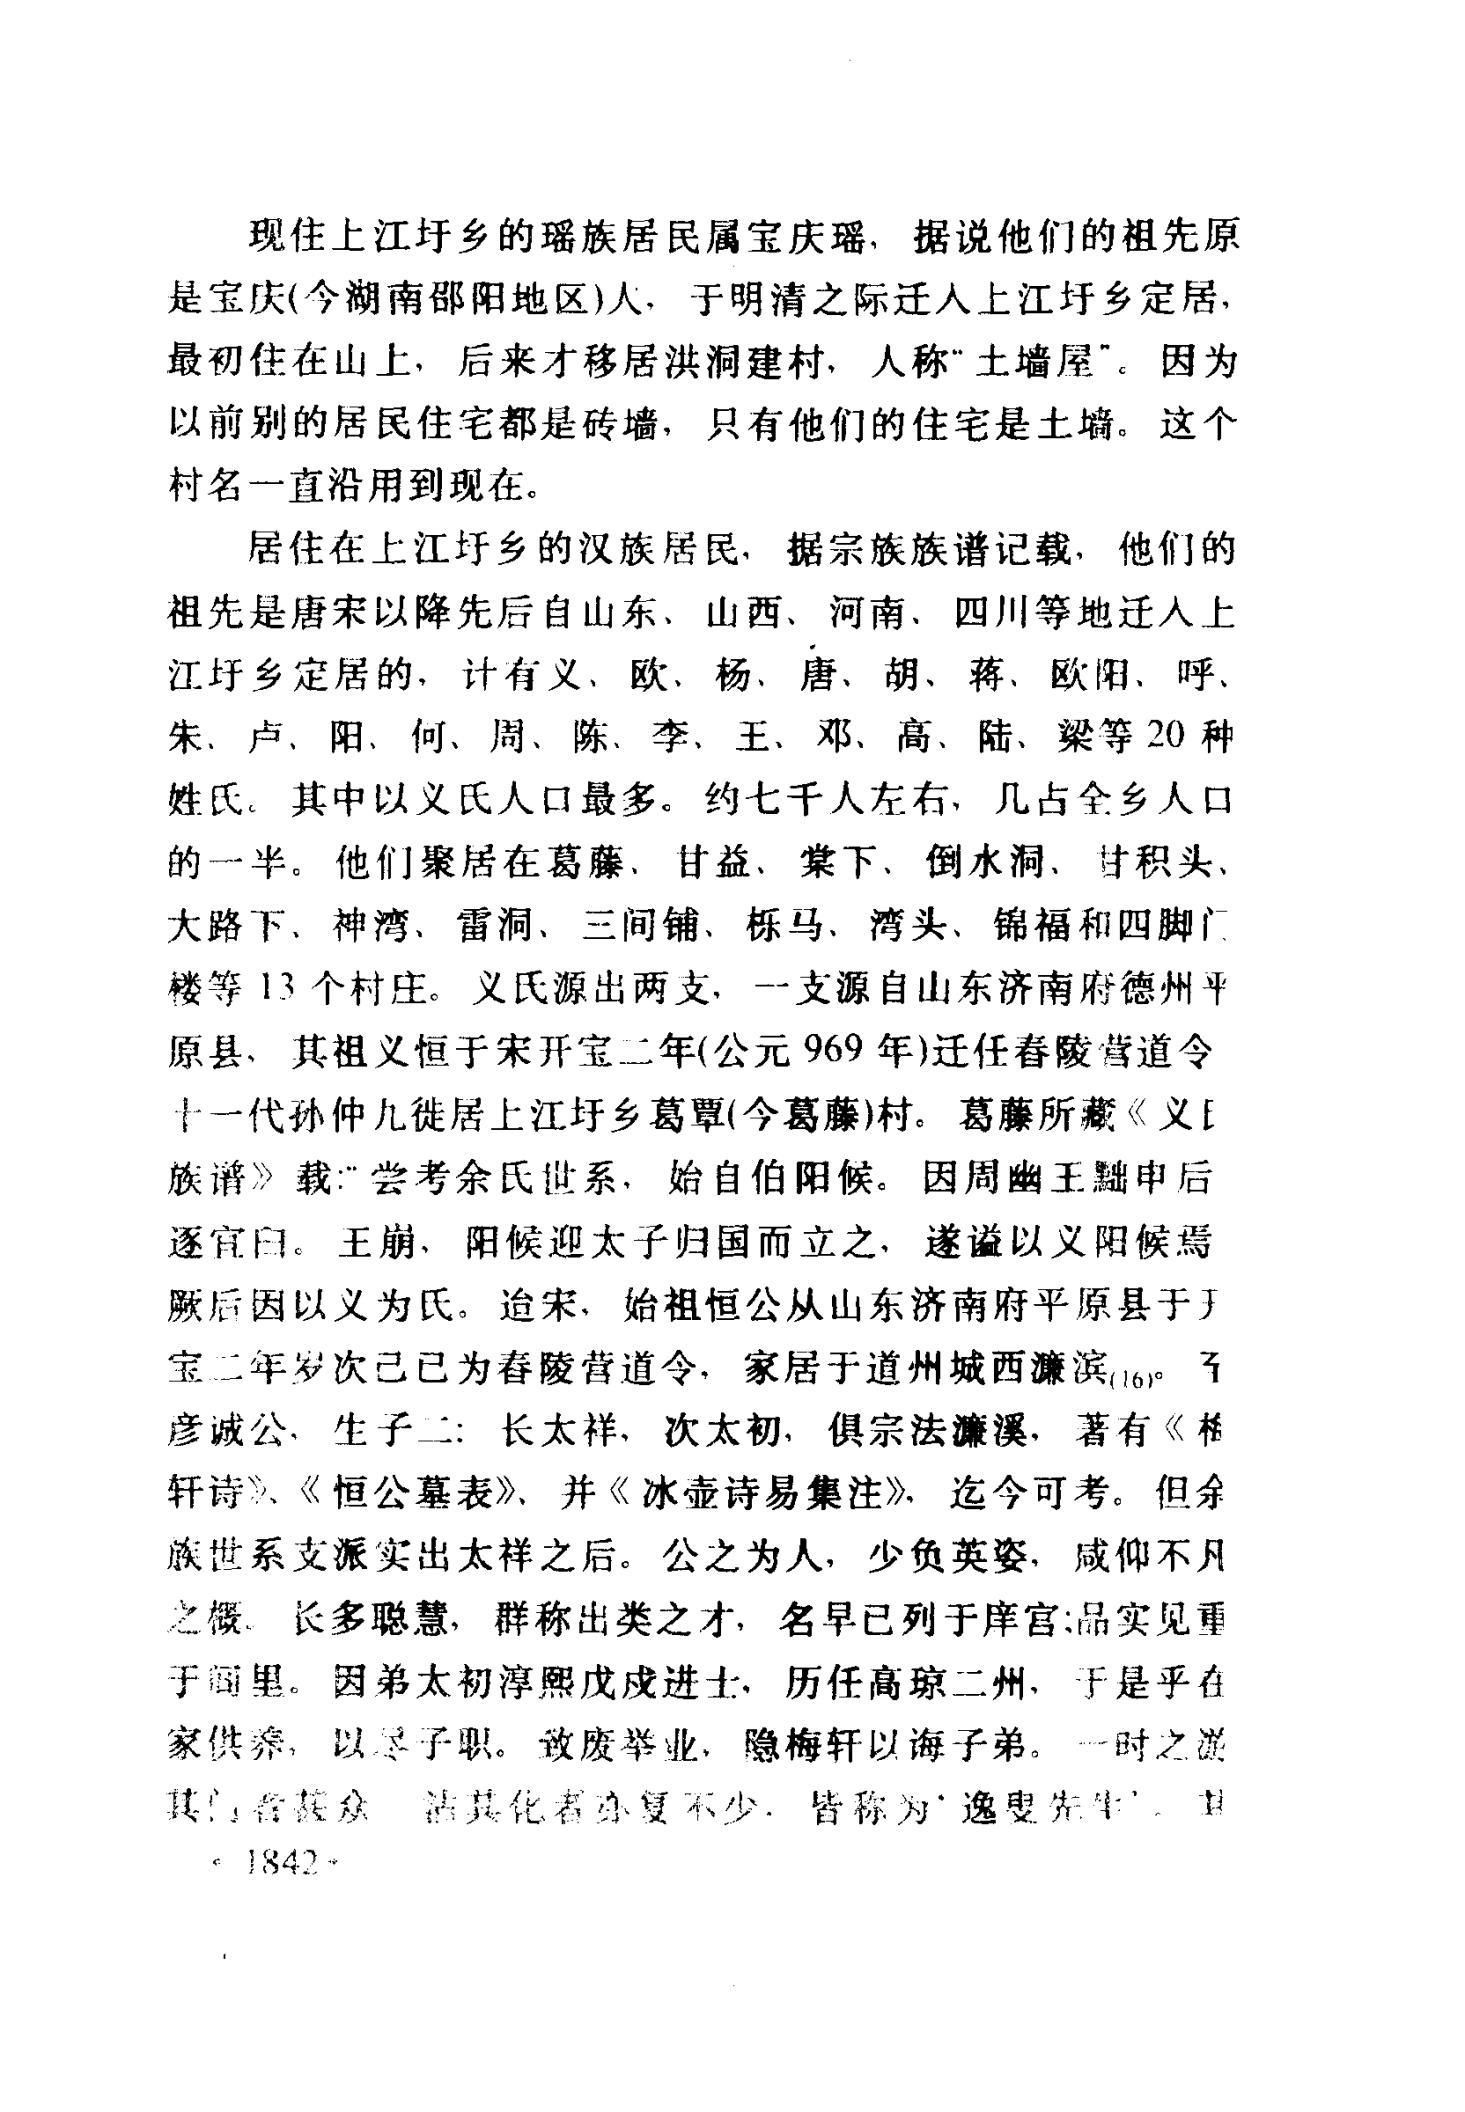 现住上江圩乡的瑶族居民属宝庆瑶，据说他们的祖先原
是宝庆(今湖南邵阳地区)人，于明清之际迁入上江圩乡定居，
最初住在山上，后来才移居洪洞建村，人称“土墙屋”。因为
以前别的居民住宅都是砖墙，只有他们的住宅是土墙。这个
村名一直沿用到现在。
居住在上江圩乡的汉族居民，据宗族族谱记载，他们的
祖先是唐宋以降先后自山东、山西、河南、四川等地迁入上
江圩乡定居的，计有义、欧、杨、唐、胡、蒋、欧阳、呼、
朱、卢、阳、何、周、陈、李、王、邓、高、陆、梁等 20 种
姓氏。其中以义氏人口最多。约七千人左右，几占全乡人口
的一半。他们聚居在葛藤、甘益、棠下、倒水洞、甘积头、
大路下、神湾、雷洞、三间铺、栎马、湾头、锦福和四脚门
楼等 13 个村庄。义氏源出两支，一支源自山东济南府德州平
原县，其祖义恒于宋开宝二年(公元 969 年)迁任舂陵营道令
十一代孙仲九徙居上江圩乡葛覃(今葛藤)村。葛藤所藏《义氏
族谱》载：“尝考余氏世系，始自伯阳候。因周幽王黜申后
逐宜臼。王崩，阳候迎太子归国而立之，遂谥以义阳候焉
厥后因以义为氏。迨宋，始祖恒公从山东济南府平原县于开
宝二年岁次己巳为舂陵营道令，家居于道州城西濂滨(16)。
彦诚公，生子二：长太祥，次太初，俱宗法濂溪，著有《梅
轩诗》、《恒公墓表》、并《冰壶诗易集注》，迄今可考。但余
族世系支派实出太祥之后。公之为人，少负英姿，咸仰不凡
之概。长多聪慧，群称出类之才，名早已列于庠宫；品实见重
于闾里。因弟太初淳熙戊戍进士，历任高琼二州，于是乎在
家供养，以尽子职。致废举业，隐梅轩以诲子弟。一时之游
其门者甚众 沾其化者亦复不少，皆称为‘逸叟先生’。其
· 1842 ·